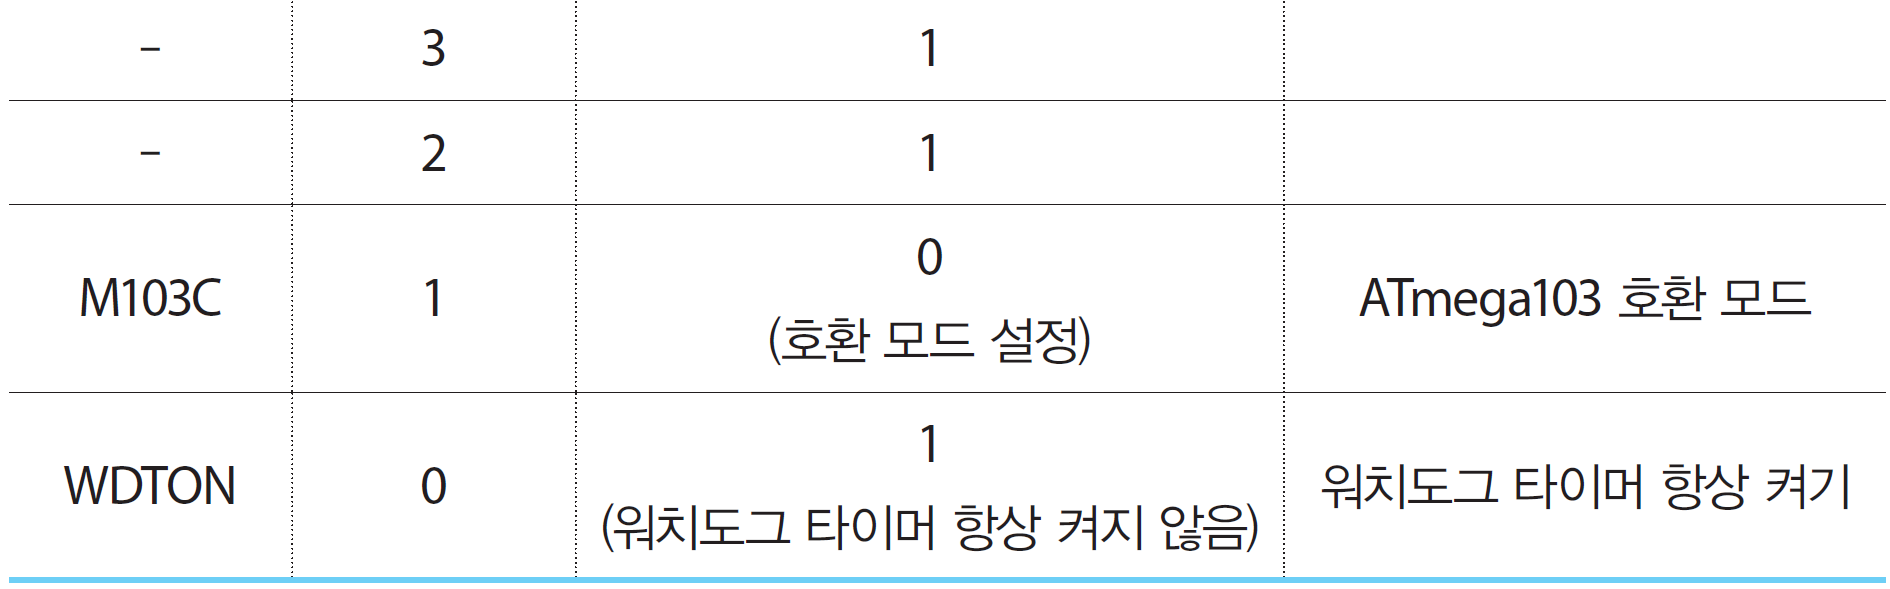 – 3 1
– 2 1
M103C 1 0 (호환 모드 설정) ATmega103 호환 모드
WDTON 0 1 (워치도그 타이머 항상 켜지 않음) 워치도그 타이머 항상 켜기